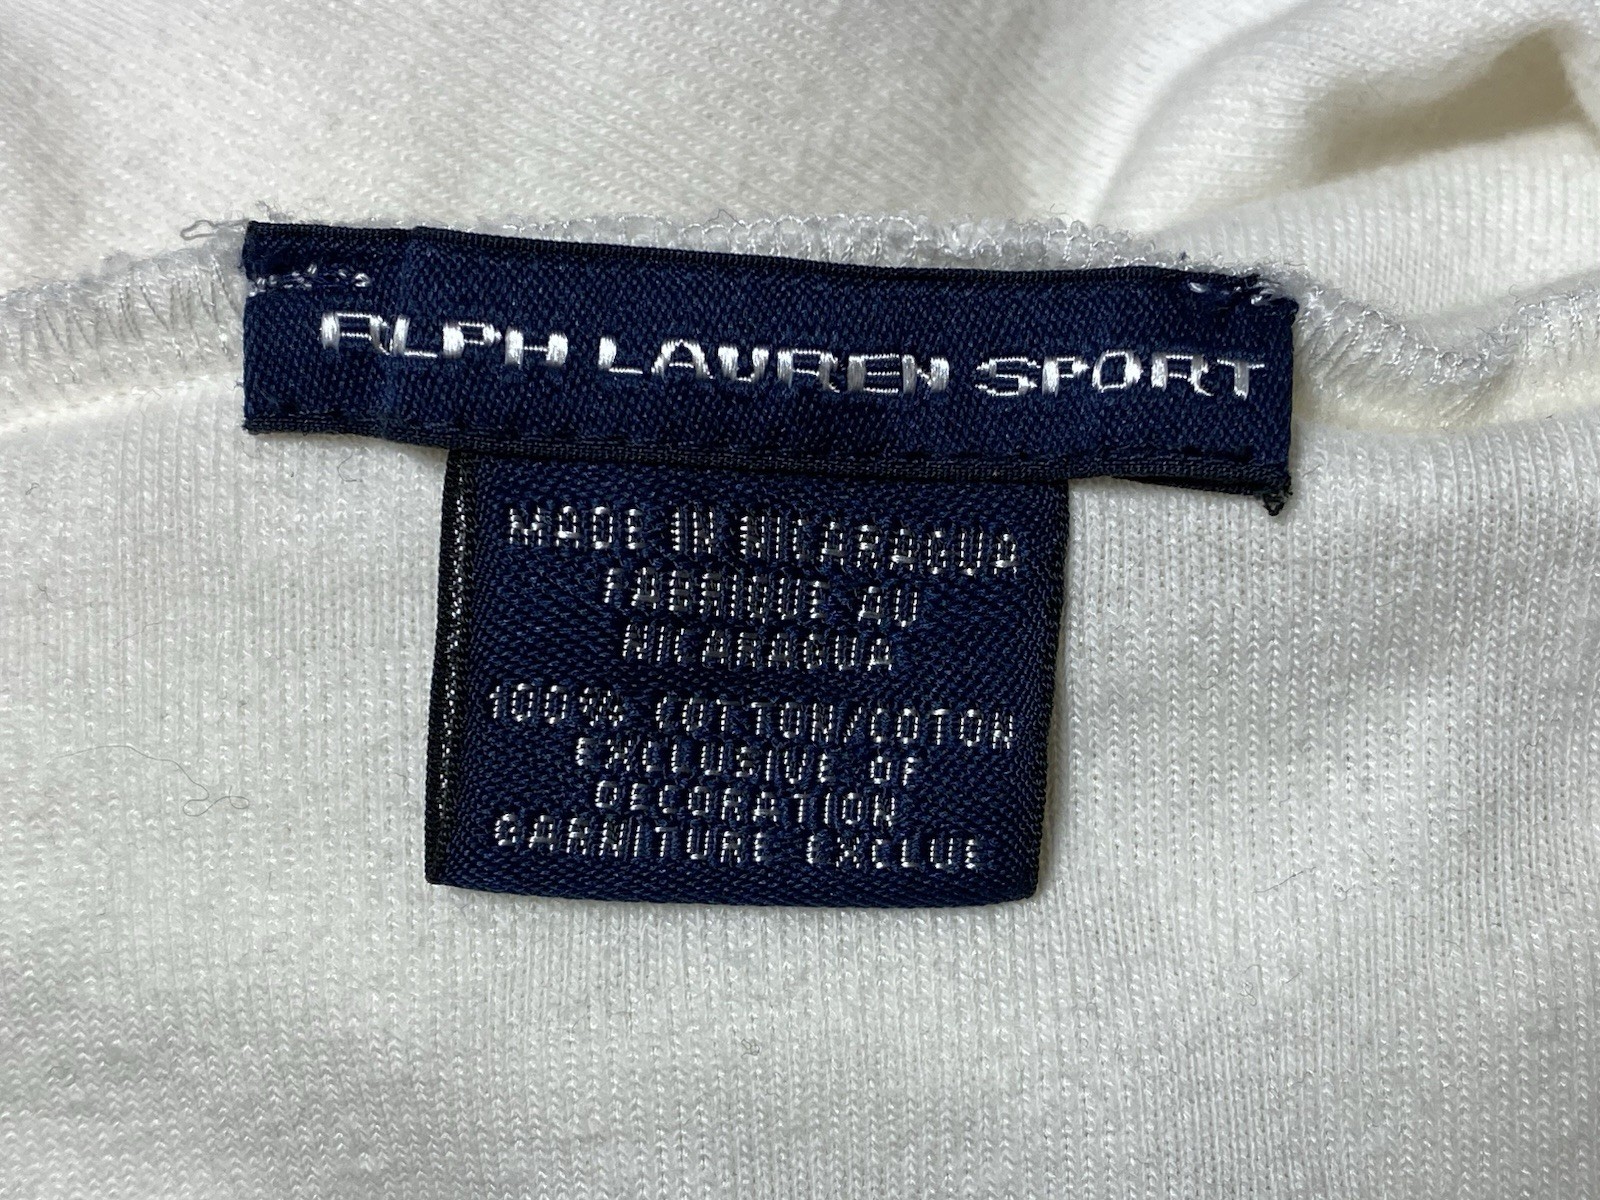 RALPH LAUREN SPORT
MADE IN NICARAGUA
FABRIQUE AU
NICARAGUA
100% COTTON/COTON
EXCLUSIVE OF
DECORATION
GARNITURE EXCLUE